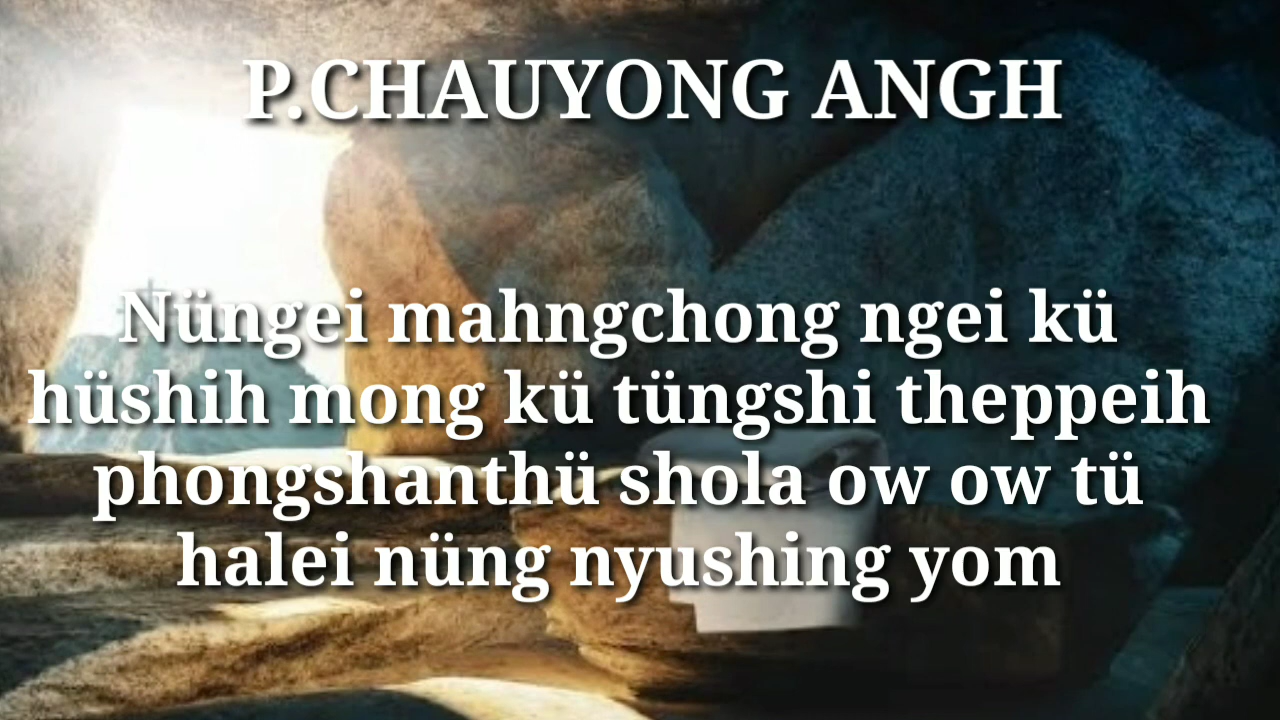 P.CHAUYONG ANGH
Nüngei mahngchong ngei kü
hüshih mong kü tüngshi theppeih
phongshanthü shola ow ow tü
halei nüng nyushing yom